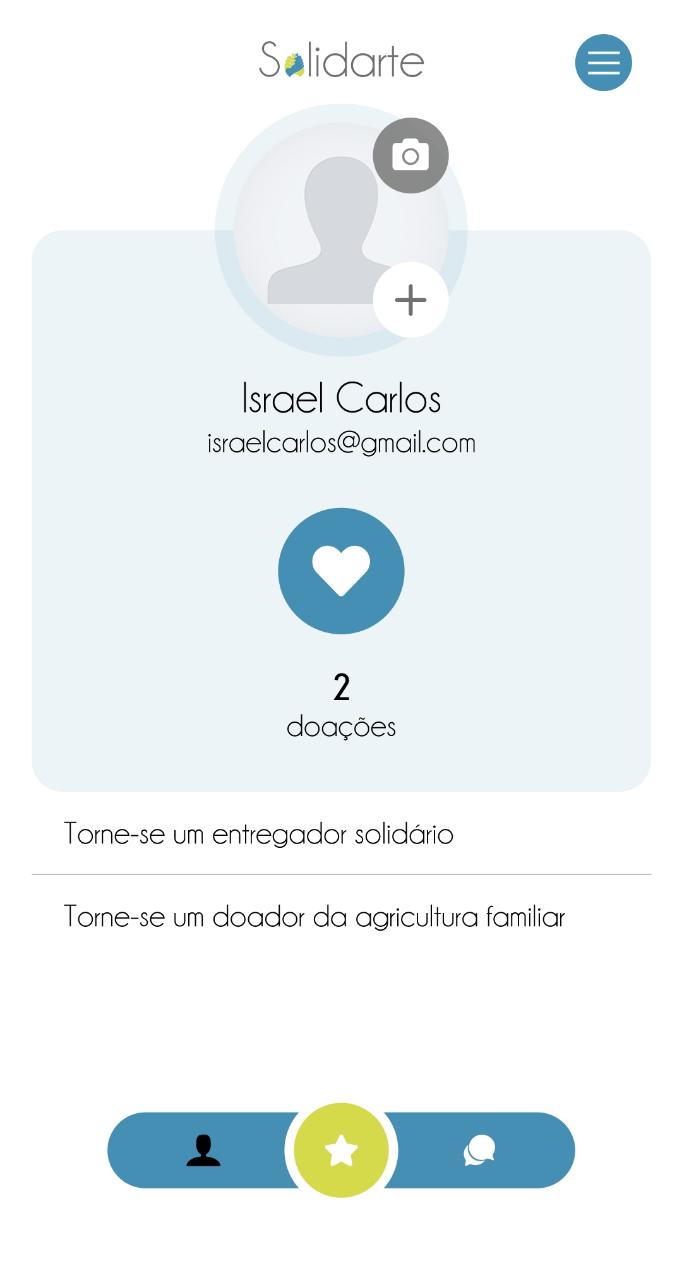 Solidarte
Israel Carlos
israelcarlos@gmail.com
2
doações
Torne-se um entregador solidário
Torne-se um doador da agricultura familiar